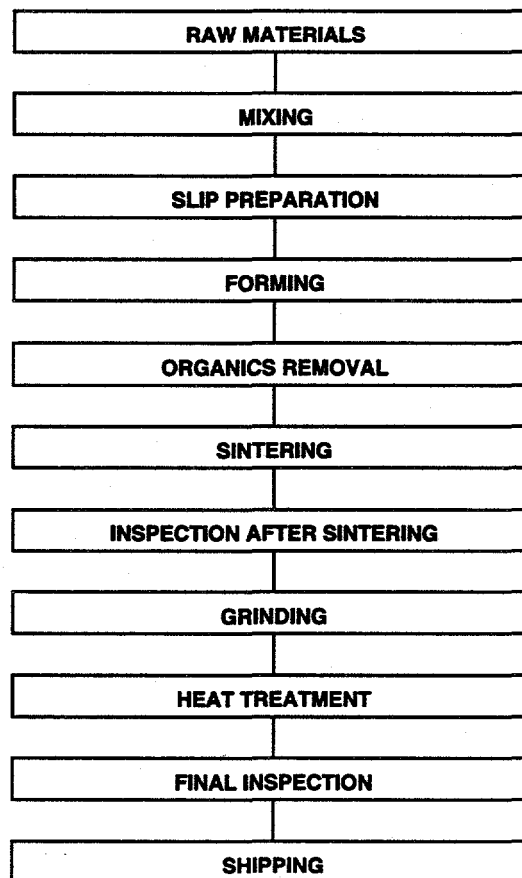 RAW MATERIALS
MIXING
SLIP PREPARATION
FORMING
ORGANICS REMOVAL
SINTERING
INSPECTION AFTER SINTERING
GRINDING
HEAT TREATMENT
FINAL INSPECTION
SHIPPING